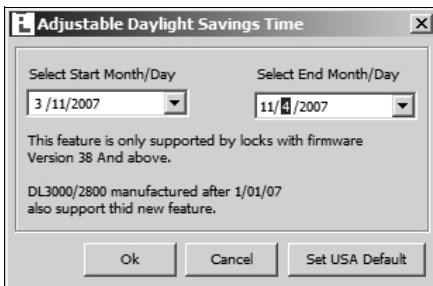 Adjustable Daylight Savings Time
Select Start Month/Day
Select End Month/Day
3 /11/2007
11/ 4 /2007
This feature is only supported by locks with firmware
Version 38 And above.
DL3000/2800 manufactured after 1/01/07
also support thid new feature.
Ok
Cancel
Set USA Default